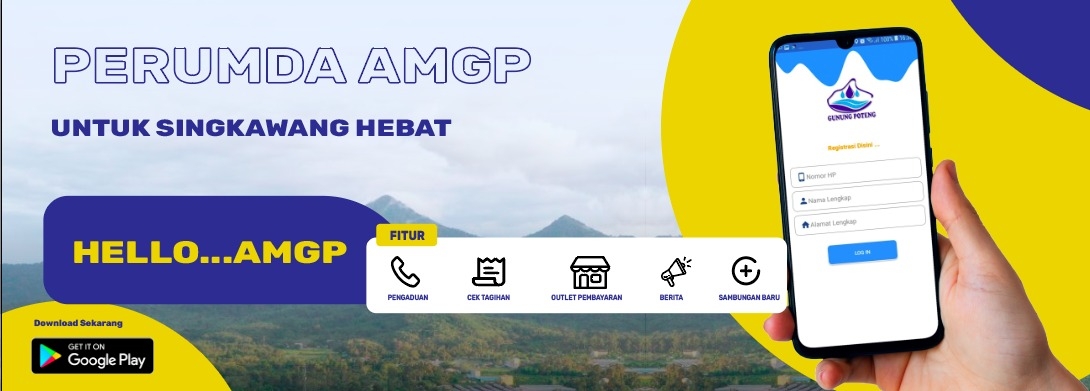 PERUMDA AMGP
UNTUK SINGKAWANG HEBAT
HELLO...AMGP
FITUR
PENGADUAN
CEK TAGIHAN
OUTLET PEMBAYARAN
BERITA
SAMBUNGAN BARU
Download Sekarang
GET IT ON
Google Play
GUNUNG POTENG
Registrasi Disini ...
Nomor HP
Nama Lengkap
Alamat Lengkap
LOG IN